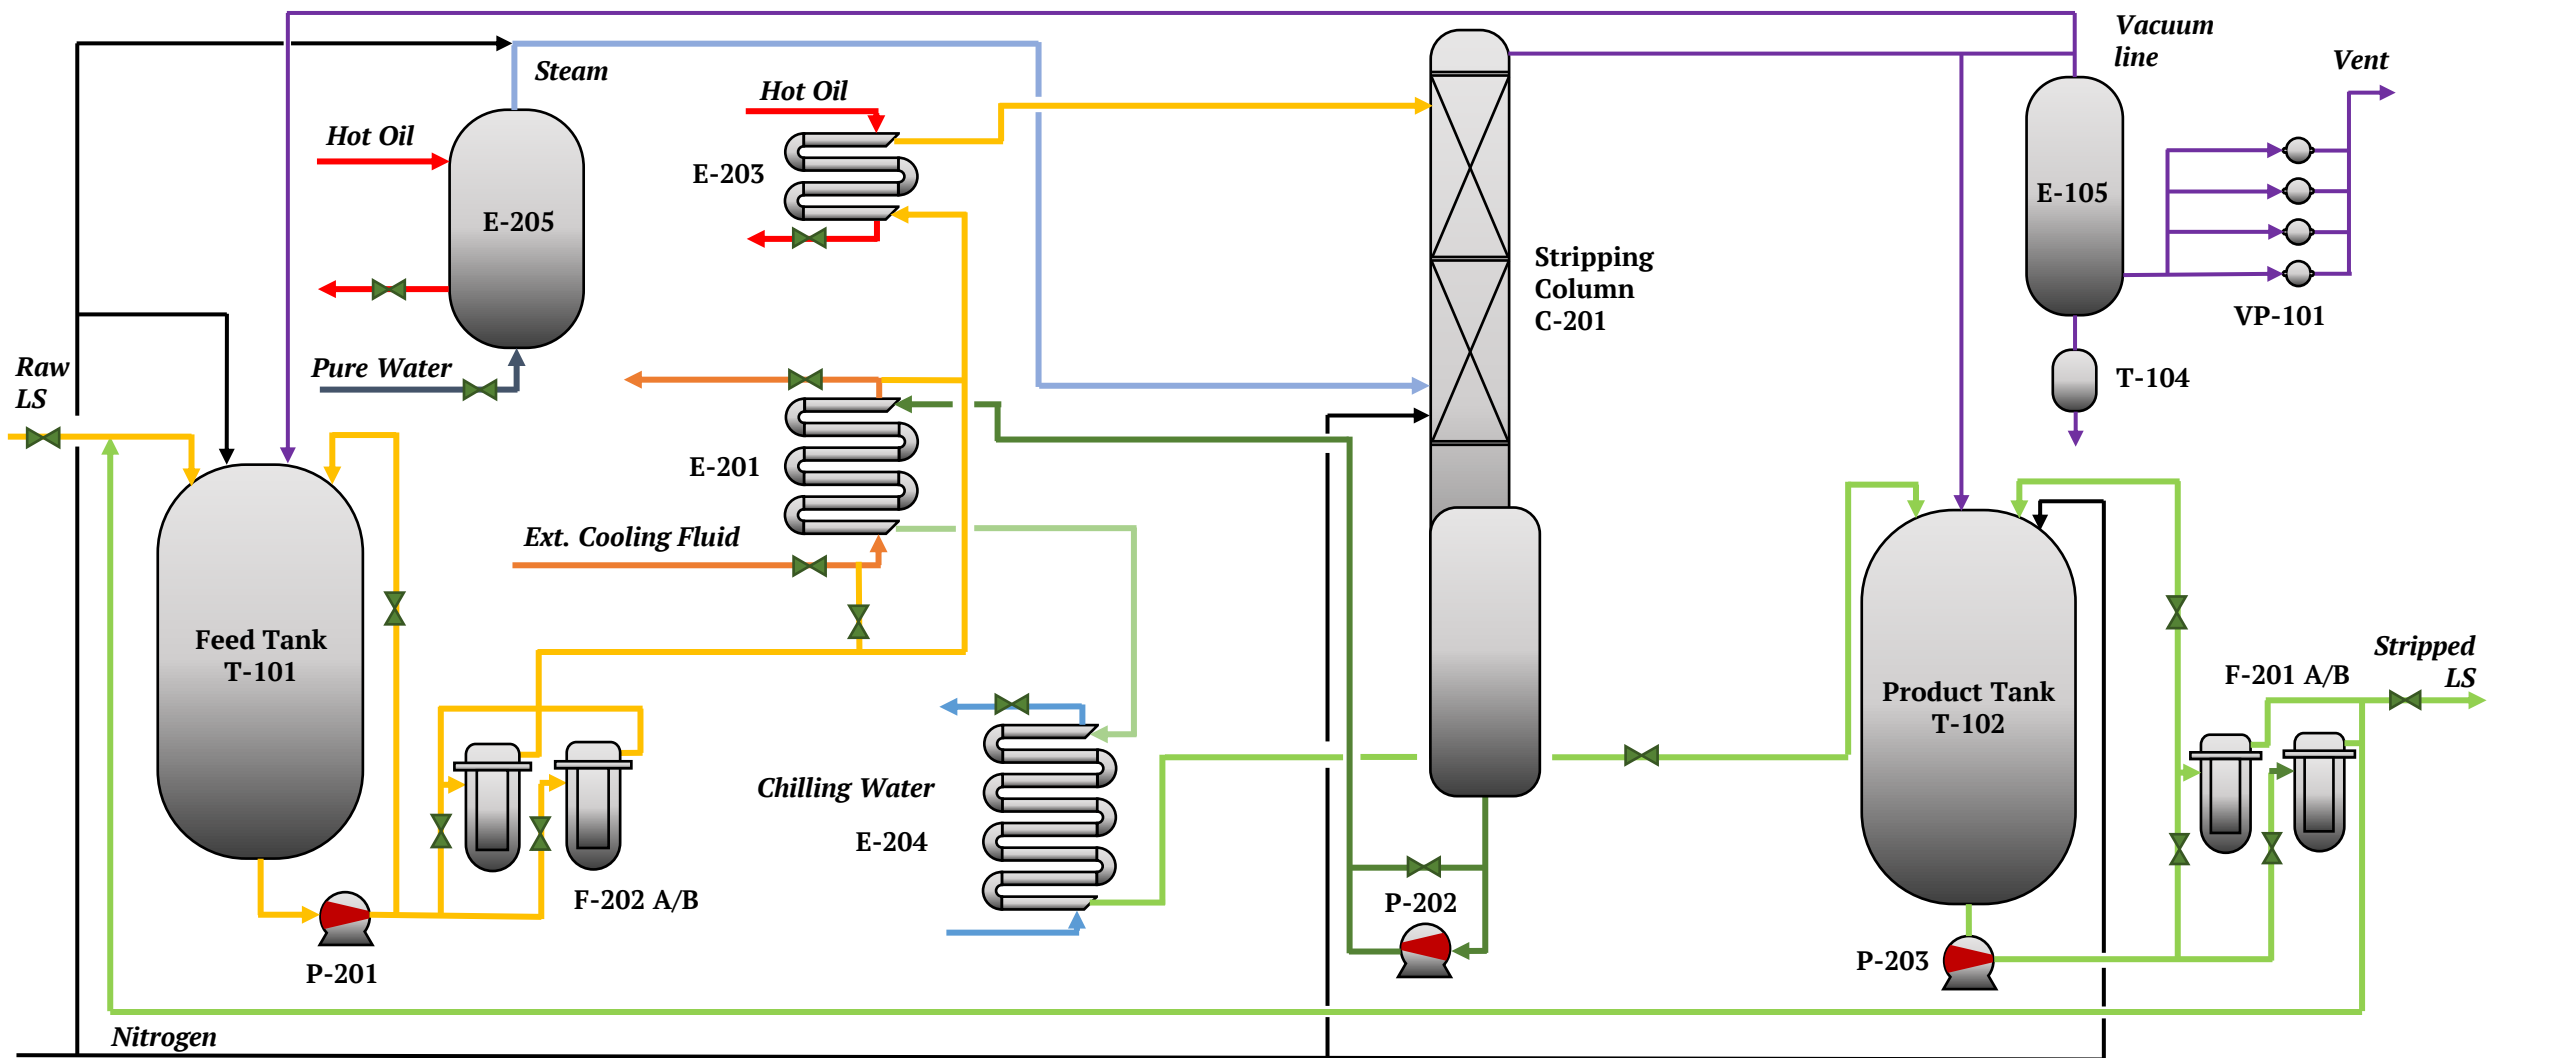 Vacuum
line
Vent
Steam
Hot Oil
Hot Oil
E-203
E-205
E-105
Stripping
Column
C-201
VP-101
Raw
LS
Pure Water
T-104
E-201
Ext. Cooling Fluid
Feed Tank
T-101
Product Tank
T-102
F-201 A/B
Stripped
LS
Chilling Water
E-204
F-202 A/B
P-202
P-203
P-201
Nitrogen